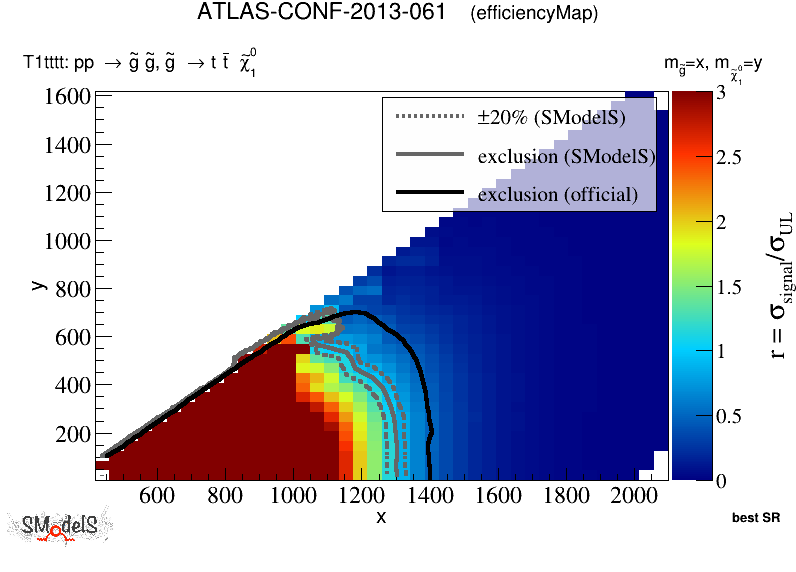 ATLAS-CONF-2013-061 (efficiencyMap)
T1tttt: pp → g̃ g̃, g̃ → t t̄ χ̃₁⁰
m_g̃=x, m_χ̃₁⁰=y
±20% (SModelS)
exclusion (SModelS)
exclusion (official)
1600
1400
1200
1000
800
600
400
200
y
600 800 1000 1200 1400 1600 1800 2000
x
3
2.5
2
1.5
1
0.5
0
r = σ_signal/σ_UL
SModelS
best SR